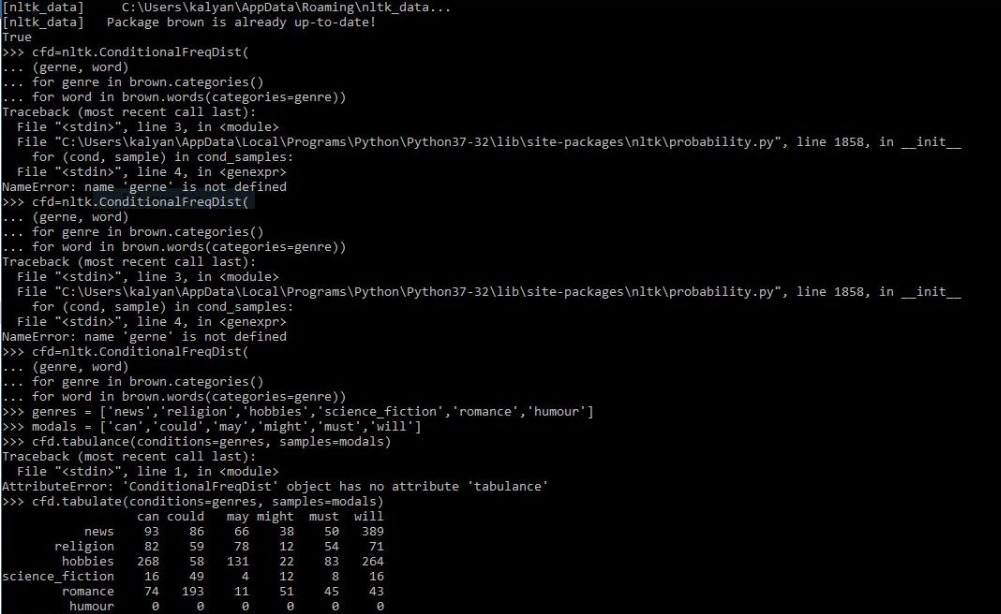 [nltk_data]     C:\Users\kalyan\AppData\Roaming\nltk_data...
[nltk_data]   Package brown is already up-to-date!
True
>>> cfd=nltk.ConditionalFreqDist(
... (gerne, word)
... for genre in brown.categories()
... for word in brown.words(categories=genre))
Traceback (most recent call last):
  File "<stdin>", line 3, in <module>
  File "C:\Users\kalyan\AppData\Local\Programs\Python\Python37-32\lib\site-packages\nltk\probability.py", line 1858, in __init__
    for (cond, sample) in cond_samples:
  File "<stdin>", line 4, in <genexpr>
NameError: name 'gerne' is not defined
>>> cfd=nltk.ConditionalFreqDist(
... (gerne, word)
... for genre in brown.categories()
... for word in brown.words(categories=genre))
Traceback (most recent call last):
  File "<stdin>", line 3, in <module>
  File "C:\Users\kalyan\AppData\Local\Programs\Python\Python37-32\lib\site-packages\nltk\probability.py", line 1858, in __init__
    for (cond, sample) in cond_samples:
  File "<stdin>", line 4, in <genexpr>
NameError: name 'gerne' is not defined
>>> cfd=nltk.ConditionalFreqDist(
... (genre, word)
... for genre in brown.categories()
... for word in brown.words(categories=genre))
>>> genres = ['news','religion','hobbies','science_fiction','romance','humour']
>>> modals = ['can','could','may','might','must','will']
>>> cfd.tabulance(conditions=genres, samples=modals)
Traceback (most recent call last):
  File "<stdin>", line 1, in <module>
AttributeError: 'ConditionalFreqDist' object has no attribute 'tabulance'
>>> cfd.tabulate(conditions=genres, samples=modals)
                  can could   may might  must  will
           news    93    86    66    38    50   389
       religion    82    59    78    12    54    71
        hobbies   268    58   131    22    83   264
science_fiction    16    49     4    12     8    16
        romance    74   193    11    51    45    43
         humour     0     0     0     0     0     0